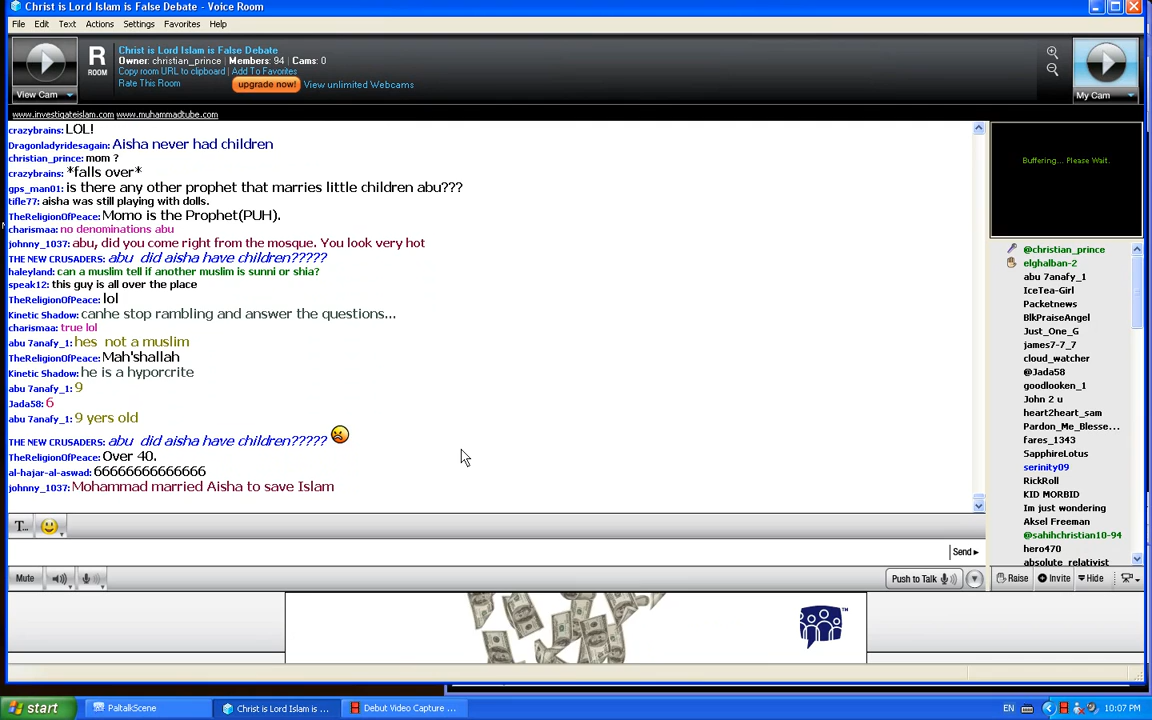 Christ is Lord Islam is False Debate - Voice Room
File Edit Text Actions Settings Favorites Help
R
ROOM
Christ is Lord Islam is False Debate
Owner: christian_prince | Members: 94 | Cams: 0
Copy room URL to clipboard | Add To Favorites
Rate This Room
upgrade now! View unlimited Webcams
View Cam
My Cam
www.investigateislam.com www.muhammadtube.com
crazybrains: LOL!
Dragonladyridesagain: Aisha never had children
christian_prince: mom ?
crazybrains: *falls over*
gps_man01: is there any other prophet that marries little children abu???
tifle77: aisha was still playing with dolls.
TheReligionOfPeace: Momo is the Prophet(PUH).
charismaa: no denominations abu
johnny_1037: abu, did you come right from the mosque. You look very hot
THE NEW CRUSADERS: abu did aisha have children?????
haleyland: can a muslim tell if another muslim is sunni or shia?
speak12: this guy is all over the place
TheReligionOfPeace: lol
Kinetic Shadow: canhe stop rambling and answer the questions...
charismaa: true lol
abu 7anafy_1: hes not a muslim
TheReligionOfPeace: Mah'shallah
Kinetic Shadow: he is a hyporcrite
abu 7anafy_1: 9
Jada58: 6
abu 7anafy_1: 9 yers old
THE NEW CRUSADERS: abu did aisha have children?????
TheReligionOfPeace: Over 40.
al-hajar-al-aswad: 66666666666666
johnny_1037: Mohammad married Aisha to save Islam
Buffering... Please Wait.
@christian_prince
elghalban-2
abu 7anafy_1
IceTea-Girl
Packetnews
BlkPraiseAngel
Just_One_G
james7-7_7
cloud_watcher
@Jada58
goodlooken_1
John 2 u
heart2heart_sam
Pardon_Me_Blesse...
fares_1343
SapphireLotus
serinity09
RickRoll
KID MORBID
Im just wondering
Aksel Freeman
@sahihchristian10-94
hero470
absolute_relativist
T...
Send
Mute
Push to Talk
Raise Invite Hide
TM
start PaltalkScene Christ is Lord Islam is ... Debut Video Capture ... EN 10:07 PM